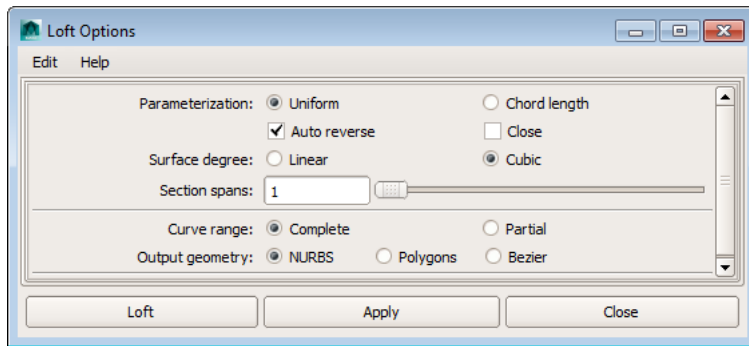 Loft Options
Edit Help
Parameterization: Uniform Chord length
Auto reverse Close
Surface degree: Linear Cubic
Section spans: 1
Curve range: Complete Partial
Output geometry: NURBS Polygons Bezier
Loft Apply Close